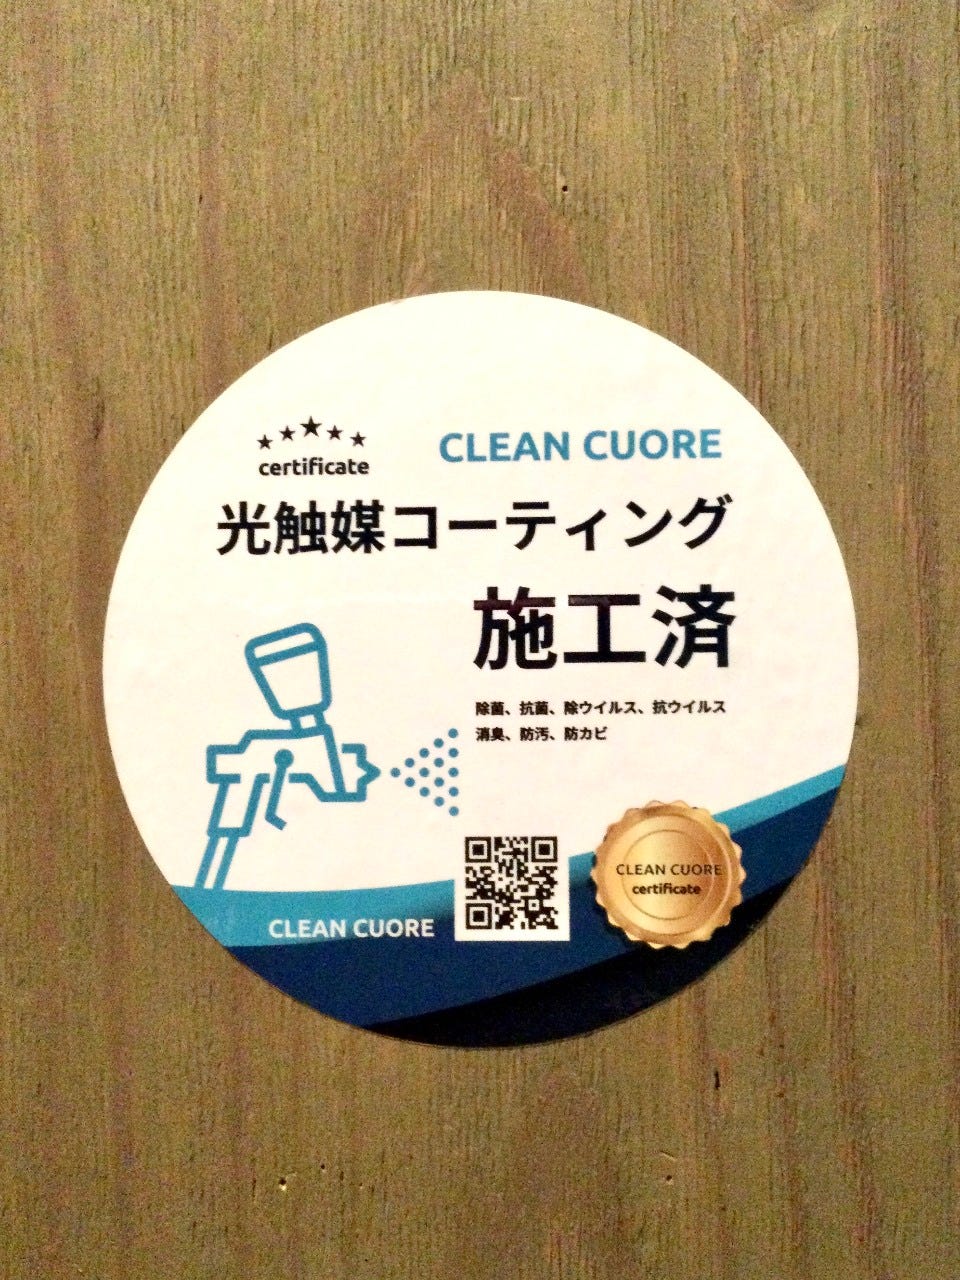 certificate
CLEAN CUORE
光触媒コーティング
施工済
除菌、抗菌、除ウイルス、抗ウイルス
消臭、防汚、防カビ
CLEAN CUORE
CLEAN CUORE
certificate